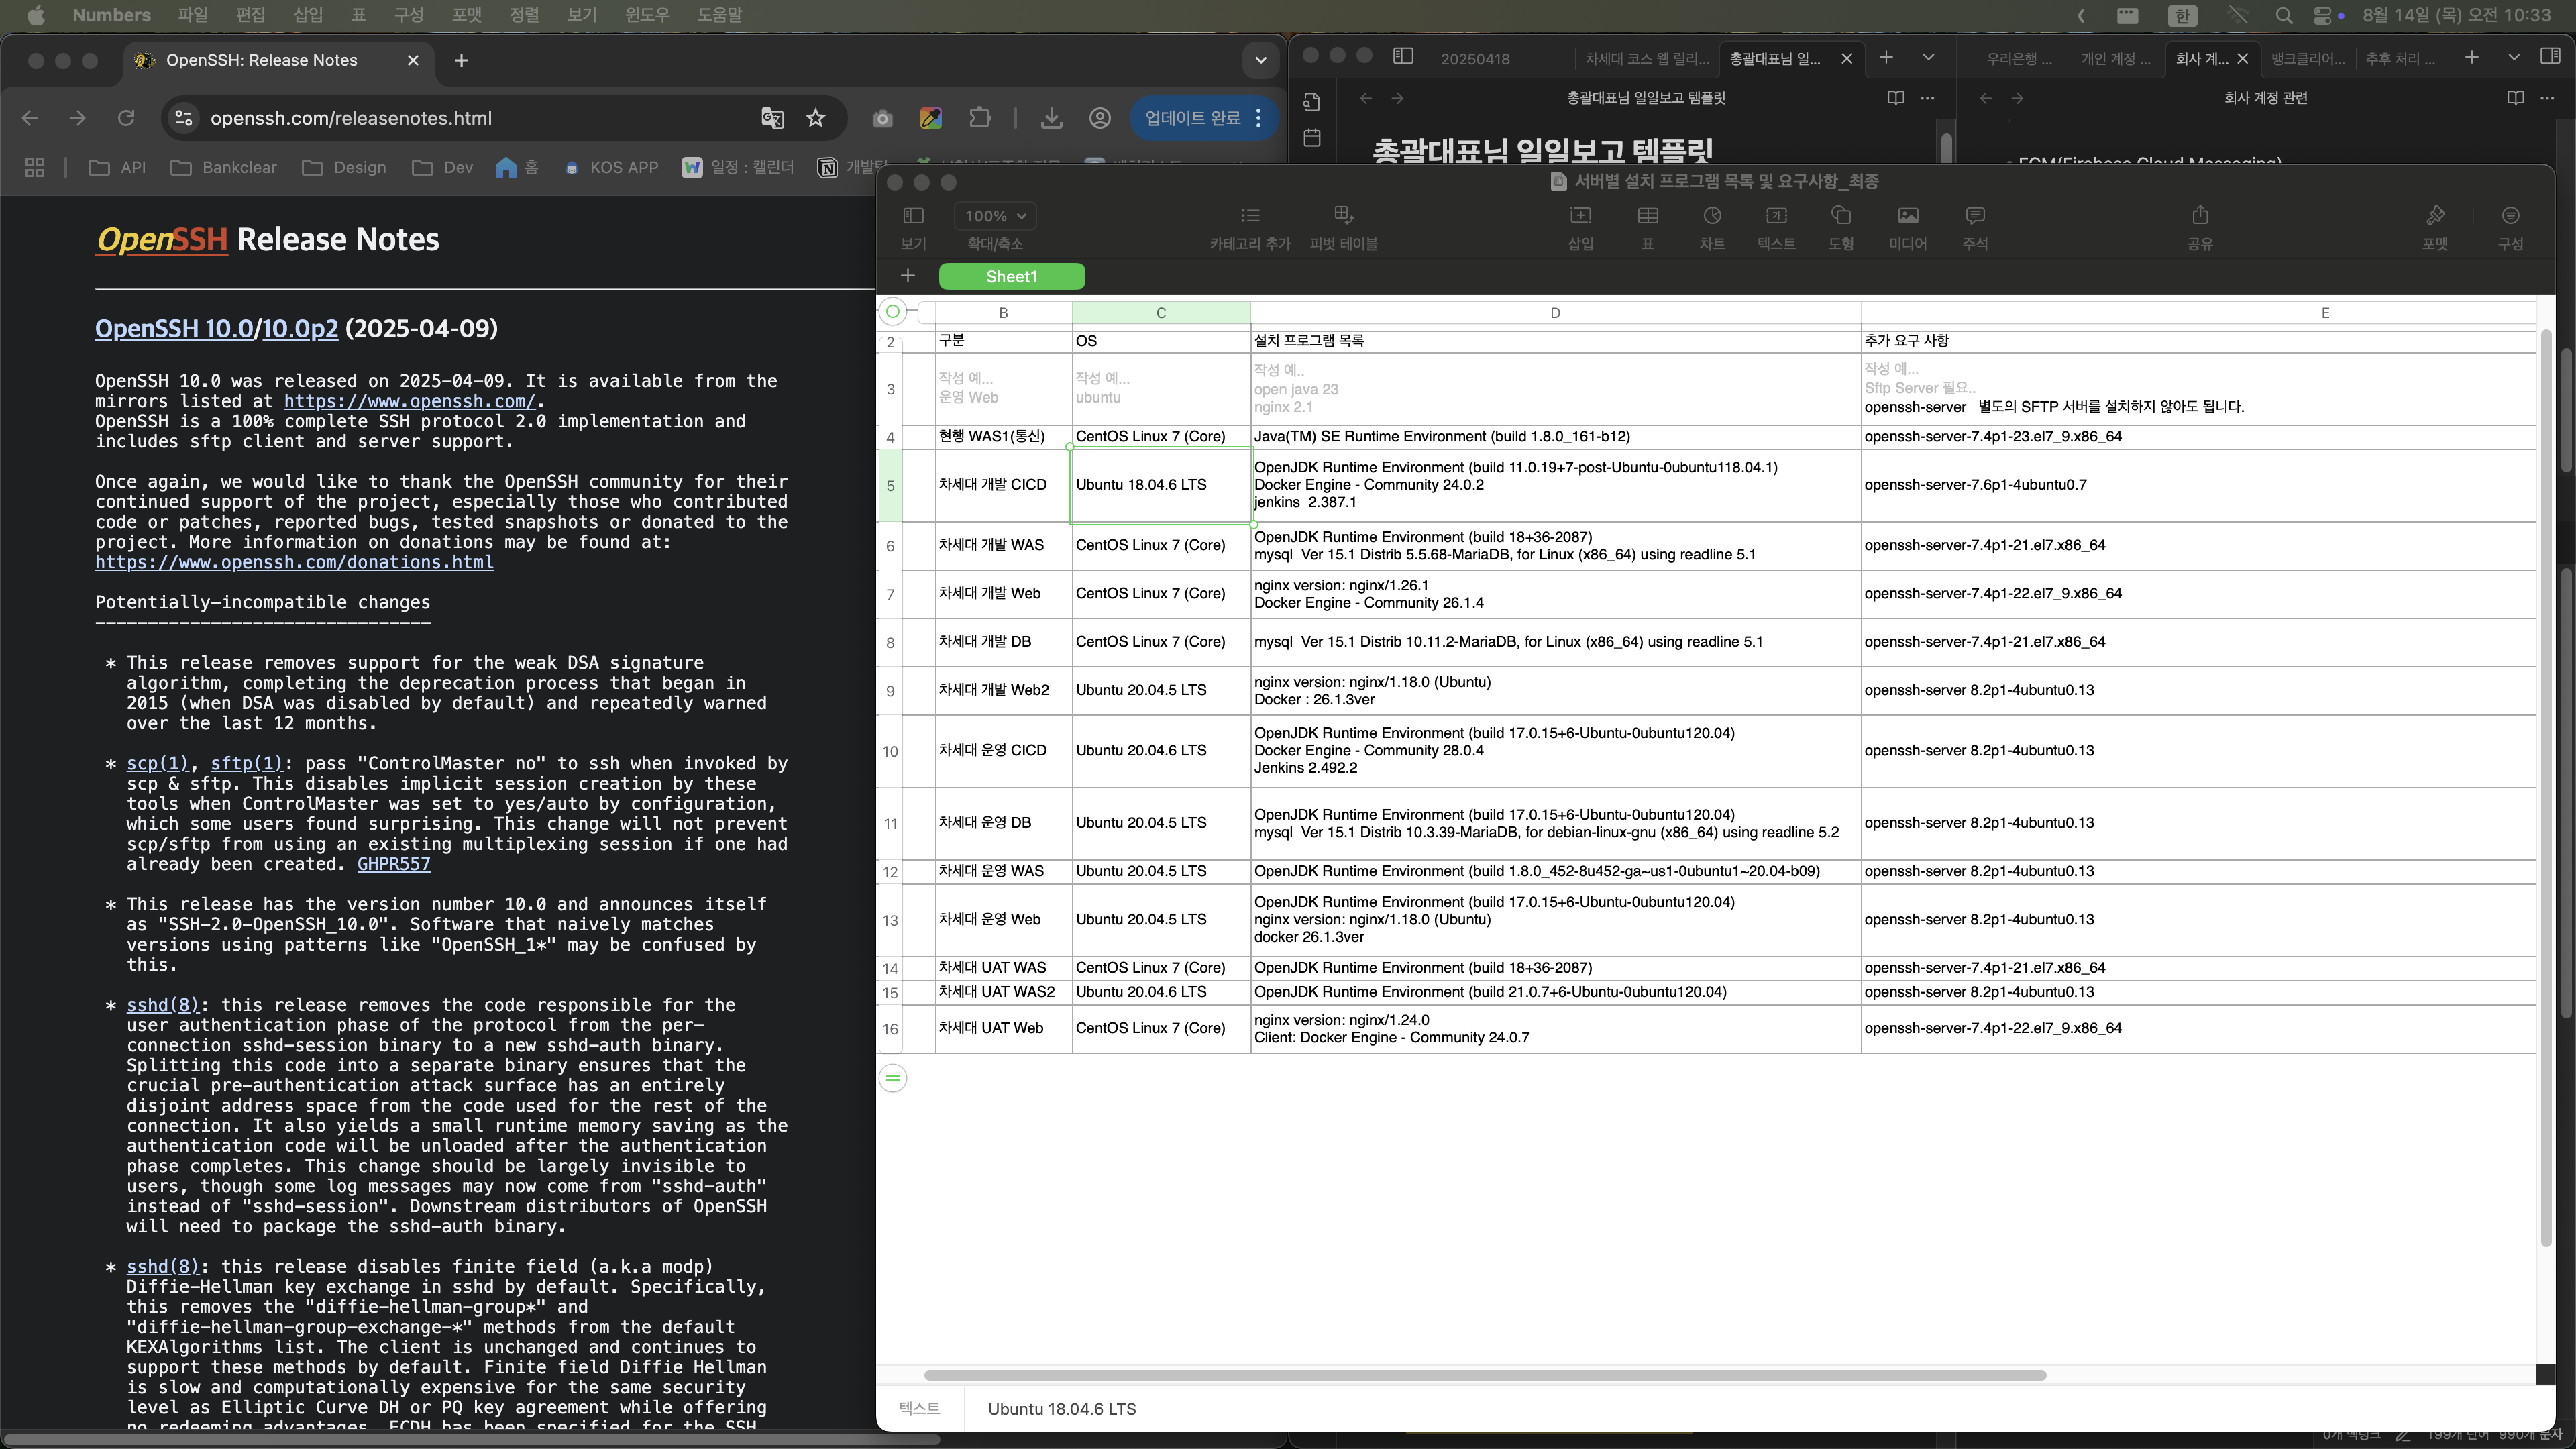 Numbers 파일 편집 삽입 표 구성 포맷 정렬 보기 윈도우 도움말
한 8월 14일 (목) 오전 10:33
OpenSSH: Release Notes
openssh.com/releasenotes.html
업데이트 완료
API Bankclear Design Dev 홈 KOS APP 일정 : 캘린더
OpenSSH Release Notes
OpenSSH 10.0/10.0p2 (2025-04-09)
OpenSSH 10.0 was released on 2025-04-09. It is available from the
mirrors listed at https://www.openssh.com/.
OpenSSH is a 100% complete SSH protocol 2.0 implementation and
includes sftp client and server support.
Once again, we would like to thank the OpenSSH community for their
continued support of the project, especially those who contributed
code or patches, reported bugs, tested snapshots or donated to the
project. More information on donations may be found at:
https://www.openssh.com/donations.html
Potentially-incompatible changes
--------------------------------
* This release removes support for the weak DSA signature
algorithm, completing the deprecation process that began in
2015 (when DSA was disabled by default) and repeatedly warned
over the last 12 months.
* scp(1), sftp(1): pass "ControlMaster no" to ssh when invoked by
scp & sftp. This disables implicit session creation by these
tools when ControlMaster was set to yes/auto by configuration,
which some users found surprising. This change will not prevent
scp/sftp from using an existing multiplexing session if one had
already been created. GHPR557
* This release has the version number 10.0 and announces itself
as "SSH-2.0-OpenSSH_10.0". Software that naively matches
versions using patterns like "OpenSSH_1*" may be confused by
this.
* sshd(8): this release removes the code responsible for the
user authentication phase of the protocol from the per-
connection sshd-session binary to a new sshd-auth binary.
Splitting this code into a separate binary ensures that the
crucial pre-authentication attack surface has an entirely
disjoint address space from the code used for the rest of the
connection. It also yields a small runtime memory saving as the
authentication code will be unloaded after the authentication
phase completes. This change should be largely invisible to
users, though some log messages may now come from "sshd-auth"
instead of "sshd-session". Downstream distributors of OpenSSH
will need to package the sshd-auth binary.
* sshd(8): this release disables finite field (a.k.a modp)
Diffie-Hellman key exchange in sshd by default. Specifically,
this removes the "diffie-hellman-group*" and
"diffie-hellman-group-exchange-*" methods from the default
KEXAlgorithms list. The client is unchanged and continues to
support these methods by default. Finite field Diffie Hellman
is slow and computationally expensive for the same security
level as Elliptic Curve DH or PQ key agreement while offering
no redeeming advantages. ECDH has been specified for the SSH
20250418 차세대 코스 웹 릴리... 총괄대표님 일... 우리은행 ... 개인 계정 ... 회사 계... 뱅크클리어... 추후 처리 ...
총괄대표님 일일보고 템플릿 회사 계정 관련
총괄대표님 일일보고 템플릿
FCM(Firebase Cloud Messaging)
서버별 설치 프로그램 목록 및 요구사항_최종
100%
보기 확대/축소 카테고리 추가 피벗 테이블 삽입 표 차트 텍스트 도형 미디어 주석 공유 포맷 구성
Sheet1
B C D E
2 구분 OS 설치 프로그램 목록 추가 요구 사항
3
작성 예...
운영 Web
작성 예...
ubuntu
작성 예..
open java 23
nginx 2.1
작성 예...
Sftp Server 필요..
openssh-server 별도의 SFTP 서버를 설치하지 않아도 됩니다.
4 현행 WAS1(통신) CentOS Linux 7 (Core) Java(TM) SE Runtime Environment (build 1.8.0_161-b12) openssh-server-7.4p1-23.el7_9.x86_64
5 차세대 개발 CICD Ubuntu 18.04.6 LTS
OpenJDK Runtime Environment (build 11.0.19+7-post-Ubuntu-0ubuntu118.04.1)
Docker Engine - Community 24.0.2
jenkins 2.387.1
openssh-server-7.6p1-4ubuntu0.7
6 차세대 개발 WAS CentOS Linux 7 (Core)
OpenJDK Runtime Environment (build 18+36-2087)
mysql Ver 15.1 Distrib 5.5.68-MariaDB, for Linux (x86_64) using readline 5.1
openssh-server-7.4p1-21.el7.x86_64
7 차세대 개발 Web CentOS Linux 7 (Core)
nginx version: nginx/1.26.1
Docker Engine - Community 26.1.4
openssh-server-7.4p1-22.el7_9.x86_64
8 차세대 개발 DB CentOS Linux 7 (Core) mysql Ver 15.1 Distrib 10.11.2-MariaDB, for Linux (x86_64) using readline 5.1 openssh-server-7.4p1-21.el7.x86_64
9 차세대 개발 Web2 Ubuntu 20.04.5 LTS
nginx version: nginx/1.18.0 (Ubuntu)
Docker : 26.1.3ver
openssh-server 8.2p1-4ubuntu0.13
10 차세대 운영 CICD Ubuntu 20.04.6 LTS
OpenJDK Runtime Environment (build 17.0.15+6-Ubuntu-0ubuntu120.04)
Docker Engine - Community 28.0.4
Jenkins 2.492.2
openssh-server 8.2p1-4ubuntu0.13
11 차세대 운영 DB Ubuntu 20.04.5 LTS
OpenJDK Runtime Environment (build 17.0.15+6-Ubuntu-0ubuntu120.04)
mysql Ver 15.1 Distrib 10.3.39-MariaDB, for debian-linux-gnu (x86_64) using readline 5.2
openssh-server 8.2p1-4ubuntu0.13
12 차세대 운영 WAS Ubuntu 20.04.5 LTS OpenJDK Runtime Environment (build 1.8.0_452-8u452-ga~us1-0ubuntu1~20.04-b09) openssh-server 8.2p1-4ubuntu0.13
13 차세대 운영 Web Ubuntu 20.04.5 LTS
OpenJDK Runtime Environment (build 17.0.15+6-Ubuntu-0ubuntu120.04)
nginx version: nginx/1.18.0 (Ubuntu)
docker 26.1.3ver
openssh-server 8.2p1-4ubuntu0.13
14 차세대 UAT WAS CentOS Linux 7 (Core) OpenJDK Runtime Environment (build 18+36-2087) openssh-server-7.4p1-21.el7.x86_64
15 차세대 UAT WAS2 Ubuntu 20.04.6 LTS OpenJDK Runtime Environment (build 21.0.7+6-Ubuntu-0ubuntu120.04) openssh-server 8.2p1-4ubuntu0.13
16 차세대 UAT Web CentOS Linux 7 (Core)
nginx version: nginx/1.24.0
Client: Docker Engine - Community 24.0.7
openssh-server-7.4p1-22.el7_9.x86_64
텍스트 Ubuntu 18.04.6 LTS
0개 백링크 199개 단어 990개 문자